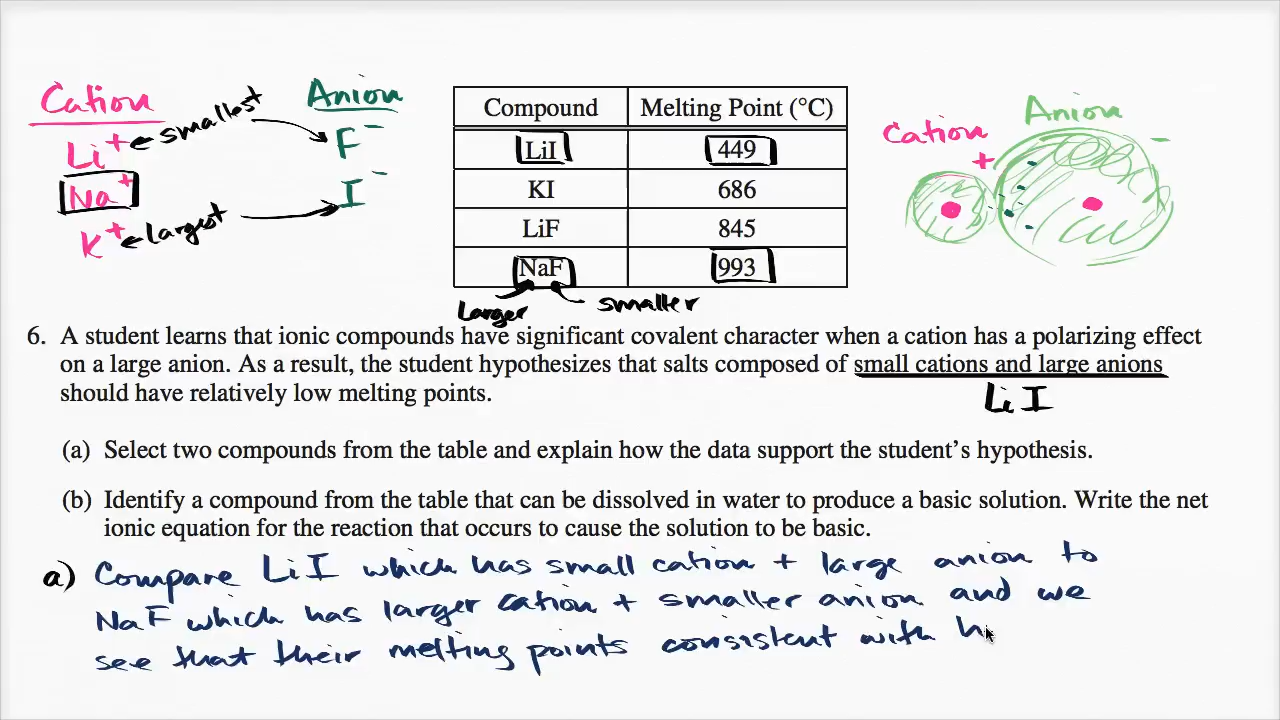 Cation
Li+ ← smallest
Na+
K+ ← largest
Anion
F−
I−
Compound Melting Point (°C)
LiI 449
KI 686
LiF 845
NaF 993
Larger smaller
Cation
+
Anion
−
6. A student learns that ionic compounds have significant covalent character when a cation has a polarizing effect
on a large anion. As a result, the student hypothesizes that salts composed of small cations and large anions
should have relatively low melting points.
LiI
(a) Select two compounds from the table and explain how the data support the student's hypothesis.
(b) Identify a compound from the table that can be dissolved in water to produce a basic solution. Write the net
ionic equation for the reaction that occurs to cause the solution to be basic.
a) Compare LiI which has small cation + large anion to
NaF which has larger cation + smaller anion and we
see that their melting points consistent with